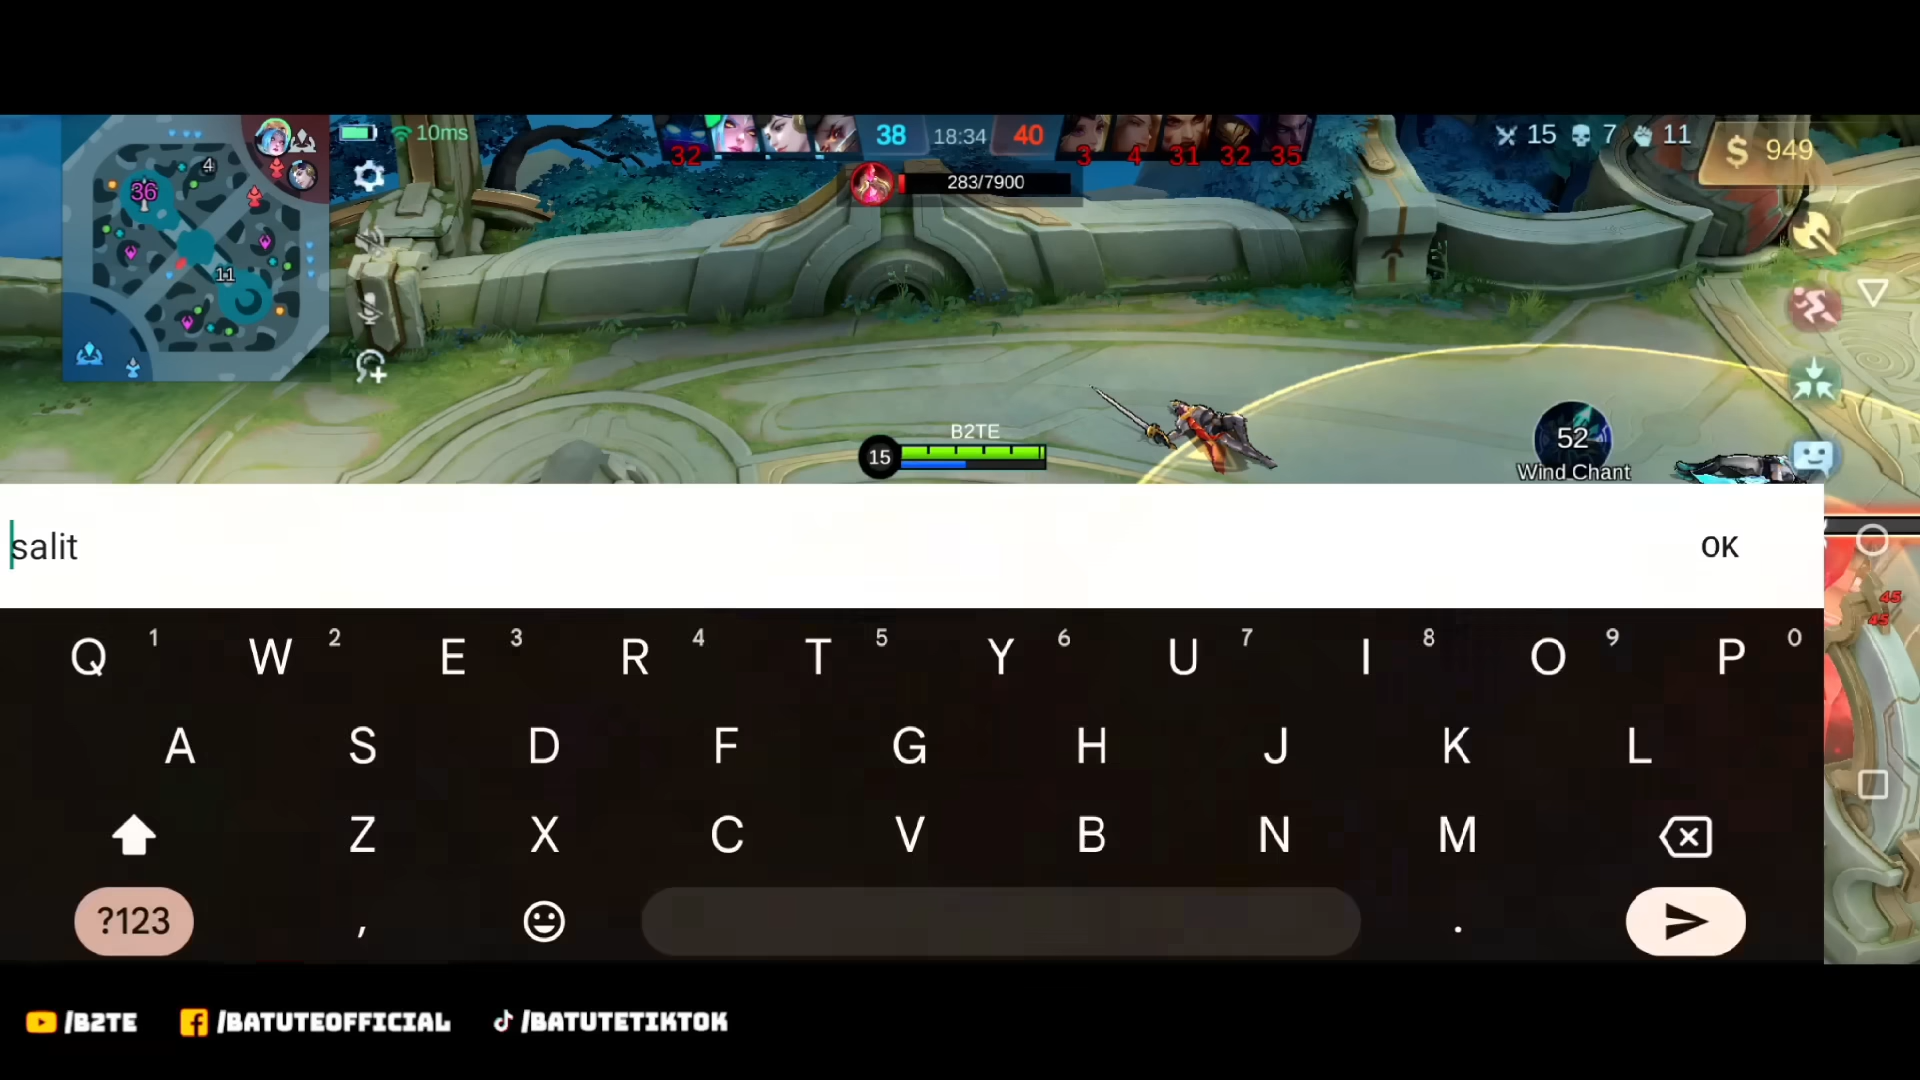 10ms
38 18:34 40
15 7 11
$ 949
32
3 4 31 32 35
283/7900
36
4
11
B2TE
15
52
Wind Chant
salit
OK
45
45
Q 1 W 2 E 3 R 4 T 5 Y 6 U 7 I 8 O 9 P 0
A S D F G H J K L
Z X C V B N M
?123 , .
/B2TE /BATUTEOFFICIAL /BATUTETIKTOK